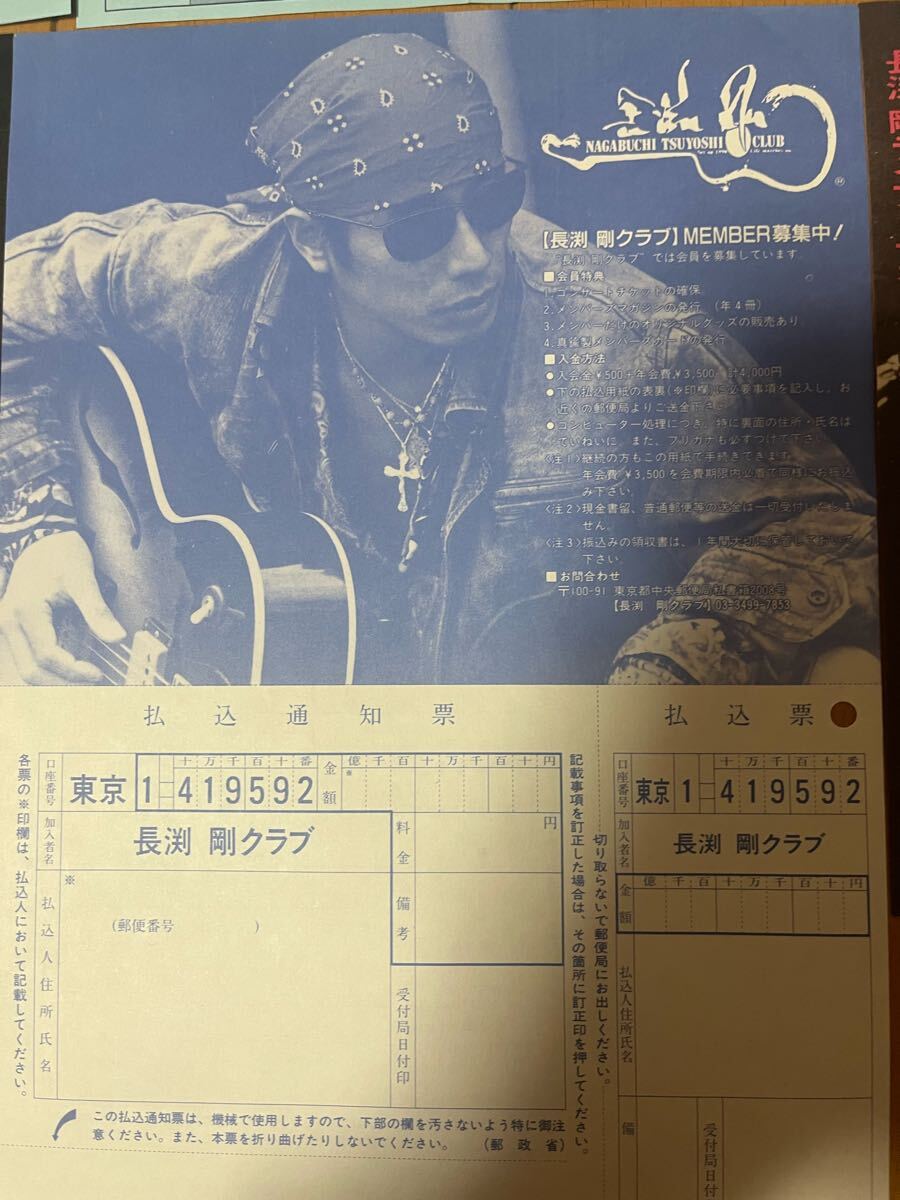 長渕 剛
NAGABUCHI TSUYOSHI CLUB
【長渕 剛クラブ】MEMBER募集中!
"長渕 剛クラブ"では会員を募集しています。
■会員特典
1.コンサートチケットの確保
2.メンバーズマガジンの発行 (年4冊)
3.メンバーだけのオリジナルグッズの販売あり
4.真鍮製メンバーズカードの発行
■入金方法
●入会金¥500+年会費¥3,500 計4,000円
●下の払込用紙の表裏(※印欄)に必要事項を記入し、お
近くの郵便局よりご送金下さい。
●コンピューター処理につき、特に裏面の住所・氏名は
ていねいに。また、フリガナも必ずつけて下さい。
〈注1〉継続の方もこの用紙で手続きできます。
年会費 ¥3,500を会費期限内必着で同様にお振込
み下さい。
〈注2〉現金書留、普通郵便等の送金は一切受付いたしま
せん。
〈注3〉振込みの領収書は、1年間大切に保管しておいて
下さい。
■お問合わせ
〒100-91 東京都中央郵便局私書箱2008号
【長渕 剛クラブ】03-3499-7853
払込通知票
各票の※印欄は、払込人において記載してください。
口座番号
東京 1-419592
十万千百十番
金額
※
億千百十万千百十円
加入者名
長渕 剛クラブ
料金
円
備考
※
払込人住所氏名
(郵便番号 )
受付局日付印
この払込通知票は、機械で使用しますので、下部の欄を汚さないよう特に御注
意ください。また、本票を折り曲げたりしないでください。 (郵政省)
記載事項を訂正した場合は、その箇所に訂正印を押してください。
切り取らないで郵便局にお出しください。
払込票
口座番号
東京 1-419592
十万千百十番
加入者名
長渕 剛クラブ
金額
億千百十万千百十円
払込人住所氏名
備
受付局日付